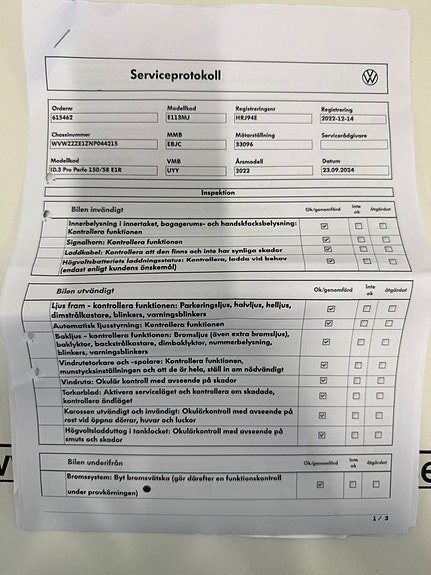 Serviceprotokoll
Ordernr Modellkod Registreringsnr Registrering
615462 E113MJ HRJ94E 2022-12-14
Chassinummer MMB Mätarställning Servicerådgivare
WVWZZZE1ZNP044215 EBJC 33096
Modellkod VMB Årsmodell Datum
ID.3 Pro Perfo 150/58 E1R UYY 2022 23.09.2024
Inspektion
Bilen invändigt Ok/genomförd Inte ok åtgärdat
Innerbelysning i innertaket, bagagerums- och handskfacksbelysning:
Kontrollera funktionen
Signalhorn: Kontrollera funktionen
Laddkabel: Kontrollera att den finns och inte har synliga skador
Högvoltsbatteriets laddningsstatus: Kontrollera, ladda vid behov
(endast enligt kundens önskemål)
Bilen utvändigt Ok/genomförd Inte ok åtgärdat
Ljus fram - kontrollera funktionen: Parkeringsljus, halvljus, helljus,
dimstrålkastare, blinkers, varningsblinkers
Automatisk ljusstyrning: Kontrollera funktionen
Bakljus - kontrollera funktionen: Bromsljus (även extra bromsljus),
baklyktor, backstrålkastare, dimbaklyktor, nummerbelysning,
blinkers, varningsblinkers
Vindrutetorkare och -spolare: Kontrollera funktionen,
munstycksinställningen och att de är hela, ställ in om nödvändigt
Vindruta: Okulär kontroll med avseende på skador
Torkarblad: Aktivera serviceläget och kontrollera om skadade,
kontrollera ändläget
Karossen utvändigt och invändigt: Okulärkontroll med avseende på
rost vid öppna dörrar, huvar och luckor
Högvoltsladduttag i tanklocket: Okulärkontroll med avseende på
smuts och skador
Bilen underifrån Ok/genomförd Inte ok åtgärdat
Bromssystem: Byt bromsvätska (gör därefter en funktionskontroll
under provkörningen)
1 / 3